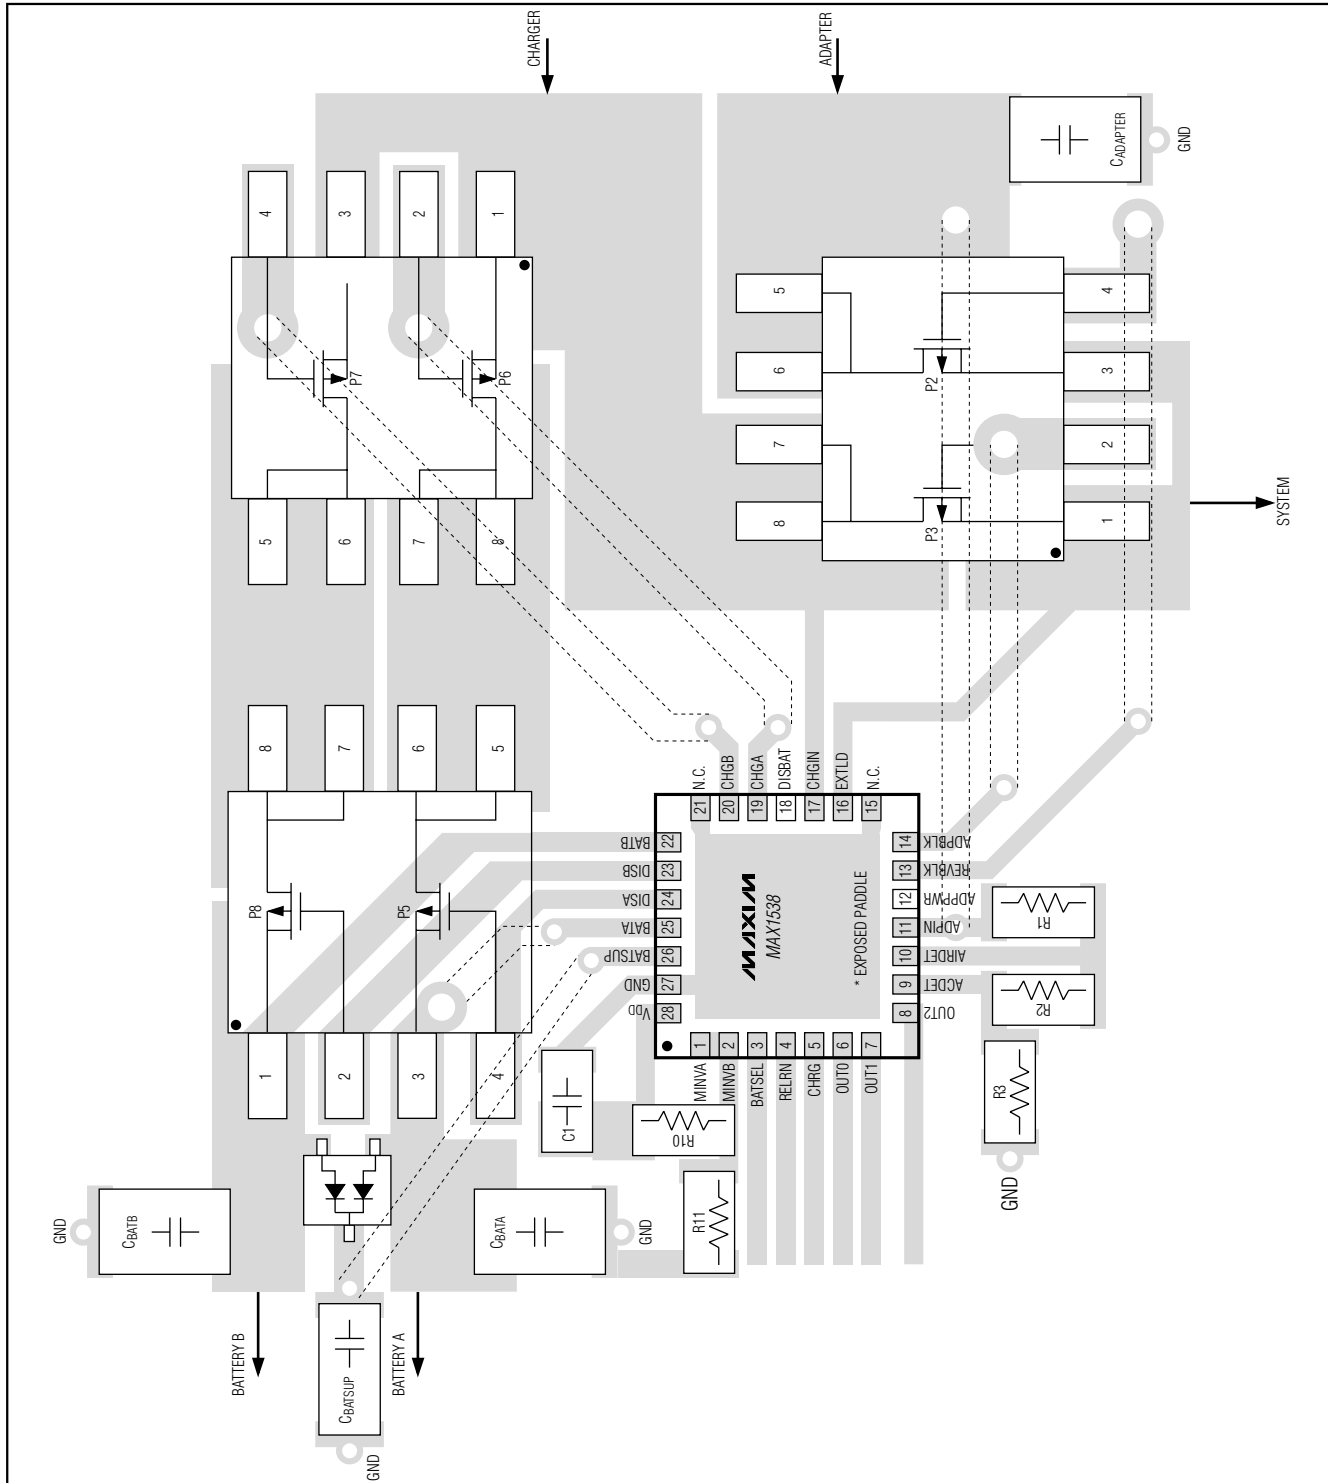 CHARGER
ADAPTER
CADAPTER
GND
4
3
2
1
P7
P6
5
6
7
8
5
6
7
8
P2
P3
4
3
2
1
SYSTEM
8
7
6
5
P8
P5
1
2
3
4
21 N.C.
20 CHGB
19 CHGA
18 DISBAT
17 CHGIN
16 EXTLD
15 N.C.
BATB 22
DISB 23
DISA 24
BATA 25
BATSUP 26
GND 27
VDD 28
14 ADPBLK
13 REVBLK
12 ADPPWR
11 ADPIN
10 AIRDET
9 ACDET
8 OUT2
MAXIM
MAX1538
* EXPOSED PADDLE
1 MINVA
2 MINVB
3 BATSEL
4 RELRN
5 CHRG
6 OUT0
7 OUT1
R1
R2
R3
GND
C1
R10
R11
GND
CBATB
CBATA
GND
BATTERY B
CBATSUP
BATTERY A
GND